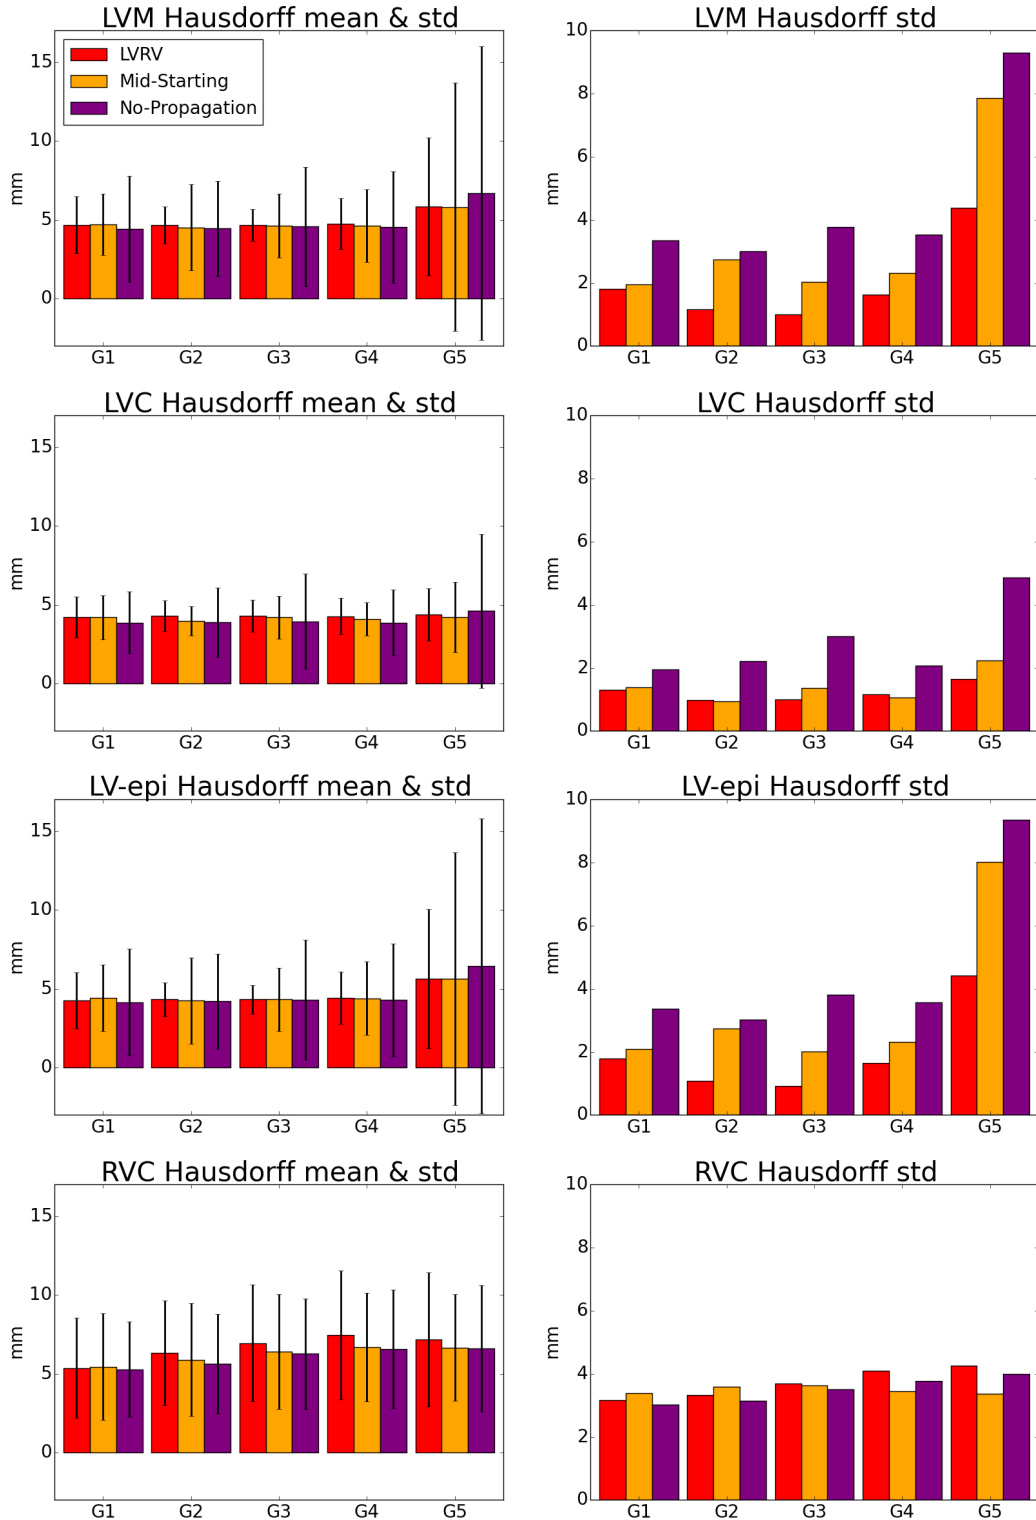 LVM Hausdorff mean & std
LVM Hausdorff std
15
10
5
0
mm
LVRV
Mid-Starting
No-Propagation
G1 G2 G3 G4 G5
10
8
6
4
2
0
mm
G1 G2 G3 G4 G5
LVC Hausdorff mean & std
LVC Hausdorff std
15
10
5
0
mm
G1 G2 G3 G4 G5
10
8
6
4
2
0
mm
G1 G2 G3 G4 G5
LV-epi Hausdorff mean & std
LV-epi Hausdorff std
15
10
5
0
mm
G1 G2 G3 G4 G5
10
8
6
4
2
0
mm
G1 G2 G3 G4 G5
RVC Hausdorff mean & std
RVC Hausdorff std
15
10
5
0
mm
G1 G2 G3 G4 G5
10
8
6
4
2
0
mm
G1 G2 G3 G4 G5